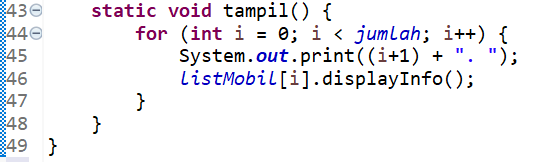 43 static void tampil() {
44 for (int i = 0; i < jumlah; i++) {
45 System.out.print((i+1) + ". ");
46 listMobil[i].displayInfo();
47 }
48 }
49 }